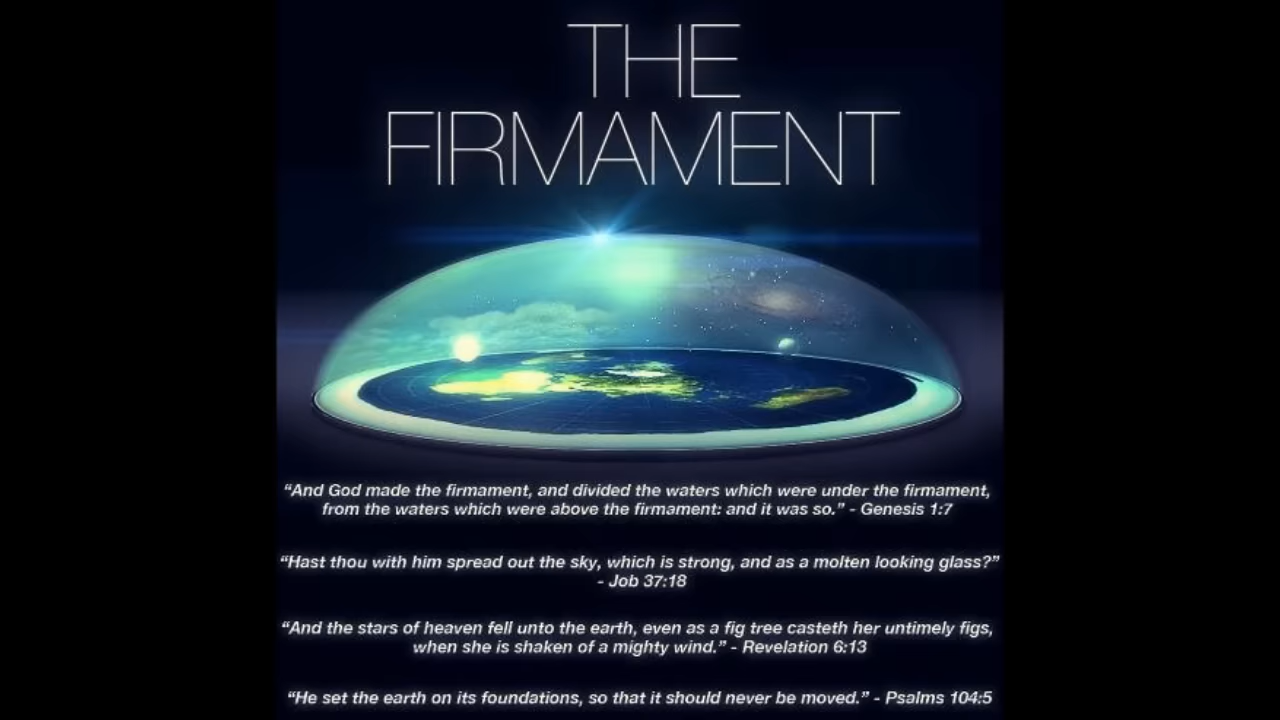 THE
FIRMAMENT
“And God made the firmament, and divided the waters which were under the firmament,
from the waters which were above the firmament: and it was so.” - Genesis 1:7
“Hast thou with him spread out the sky, which is strong, and as a molten looking glass?”
- Job 37:18
“And the stars of heaven fell unto the earth, even as a fig tree casteth her untimely figs,
when she is shaken of a mighty wind.” - Revelation 6:13
“He set the earth on its foundations, so that it should never be moved.” - Psalms 104:5